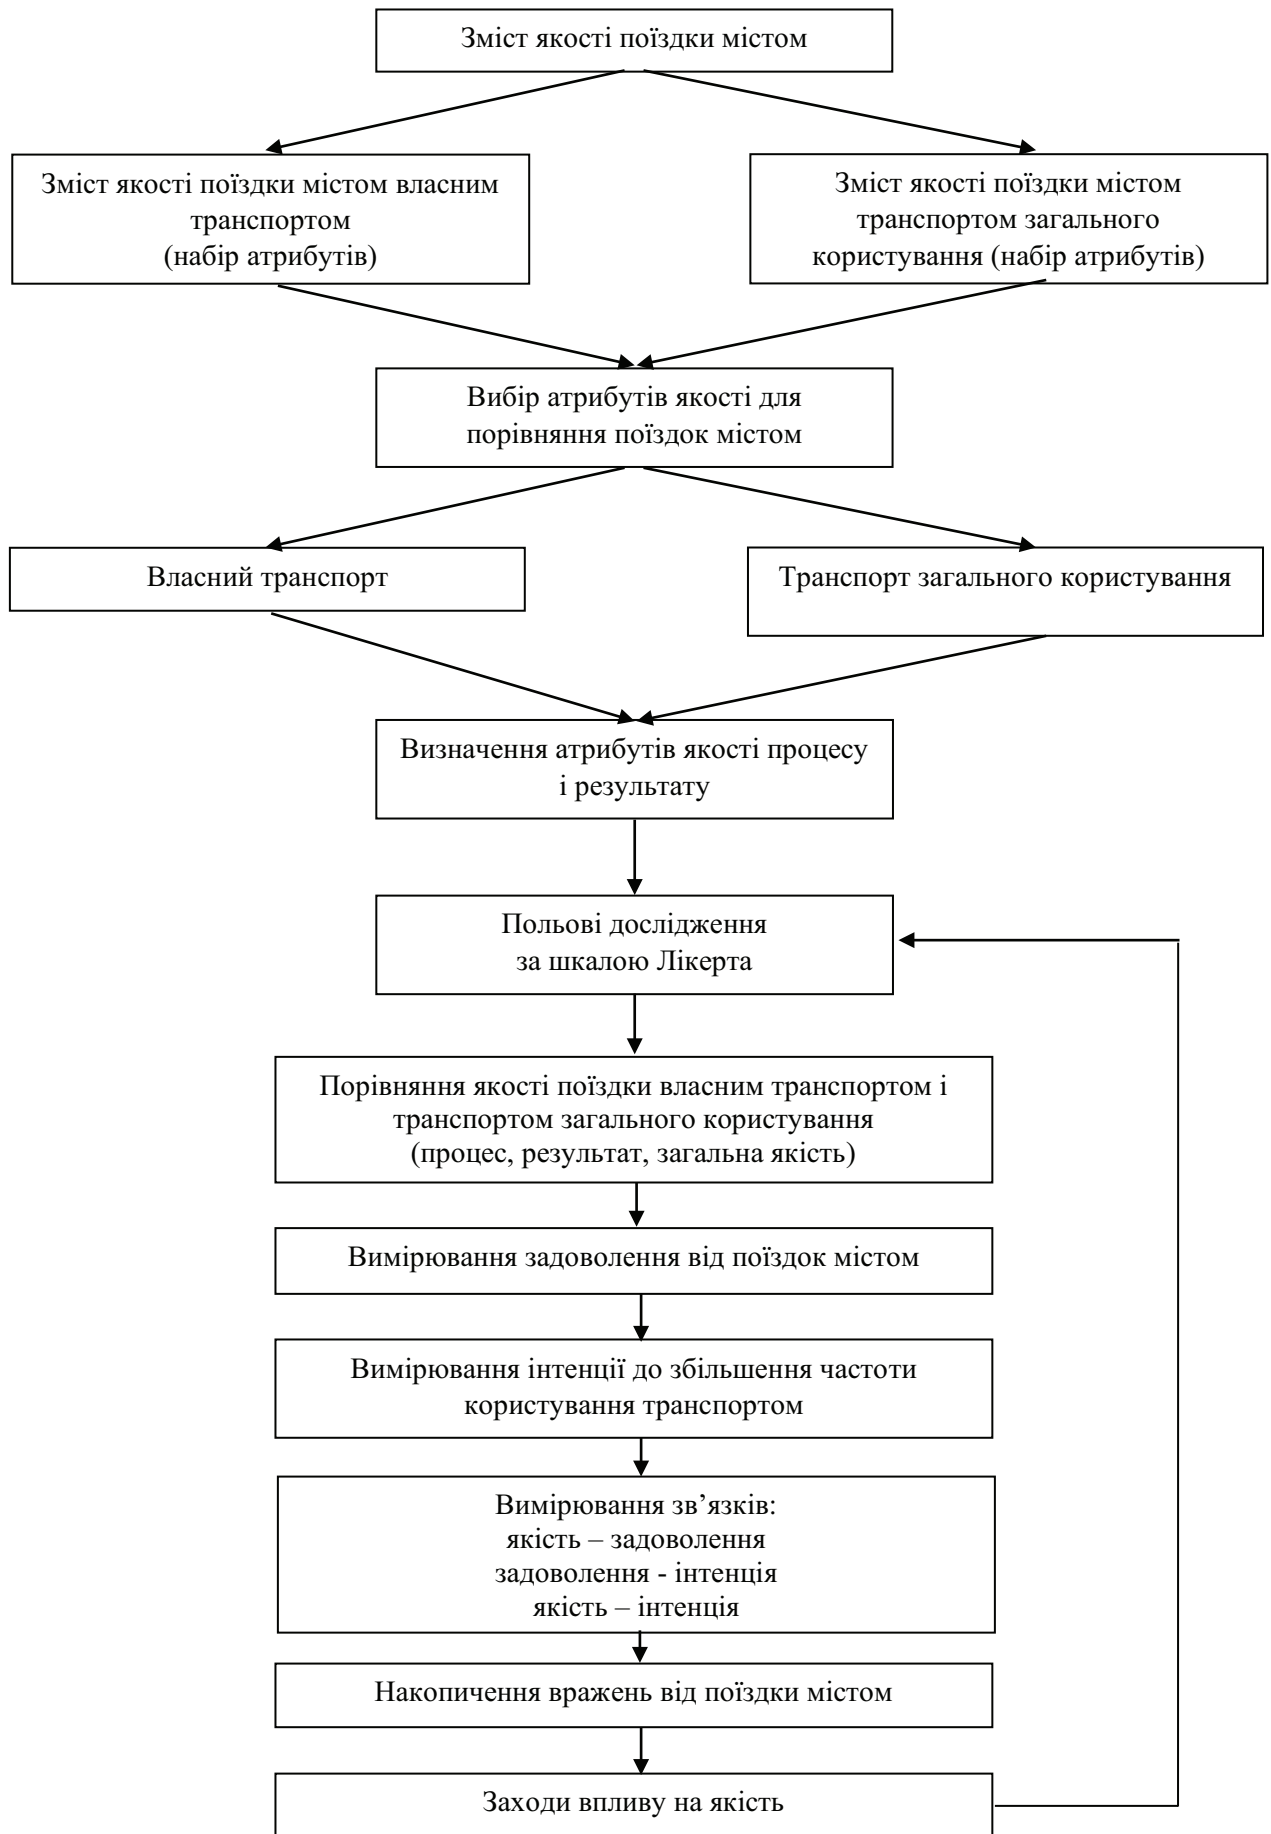 Зміст якості поїздки містом
Зміст якості поїздки містом власним
транспортом
(набір атрибутів)
Зміст якості поїздки містом
транспортом загального
користування (набір атрибутів)
Вибір атрибутів якості для
порівняння поїздок містом
Власний транспорт
Транспорт загального користування
Визначення атрибутів якості процесу
і результату
Польові дослідження
за шкалою Лікерта
Порівняння якості поїздки власним транспортом і
транспортом загального користування
(процес, результат, загальна якість)
Вимірювання задоволення від поїздок містом
Вимірювання інтенції до збільшення частоти
користування транспортом
Вимірювання зв’язків:
якість – задоволення
задоволення - інтенція
якість – інтенція
Накопичення вражень від поїздки містом
Заходи впливу на якість